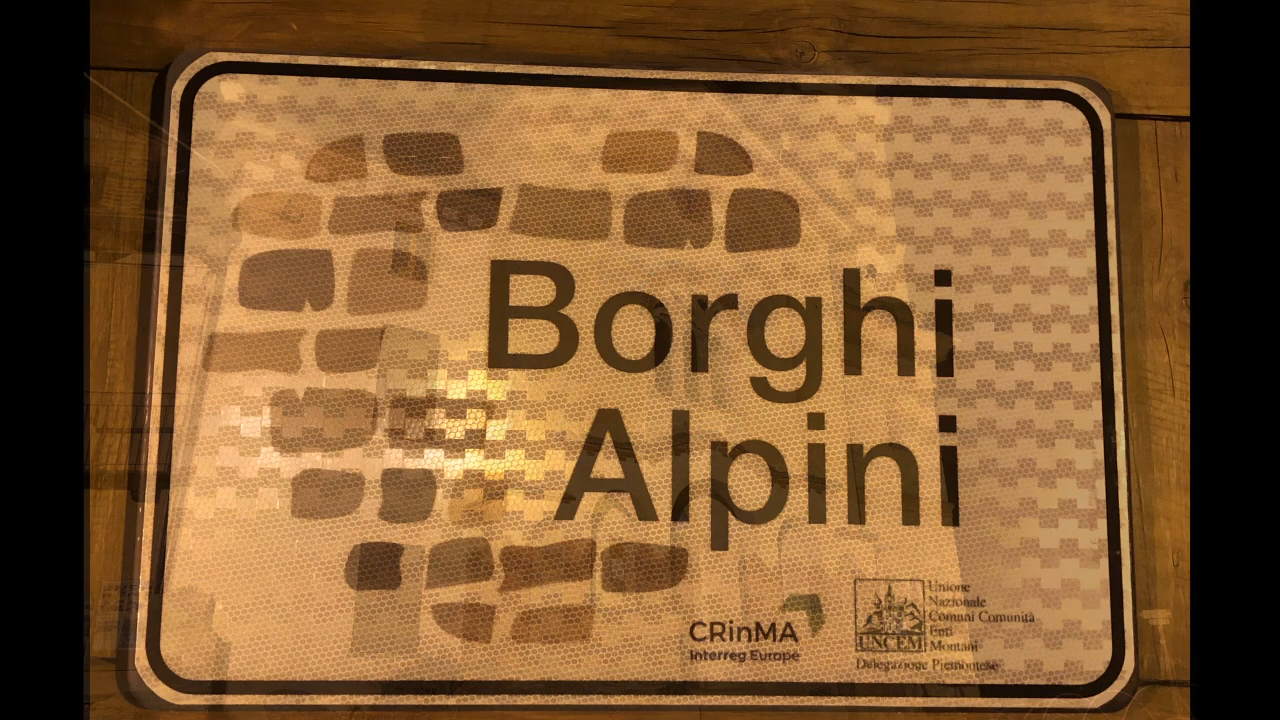 Borghi
Alpini
CRinMA
Interreg Europe
UNCEM
Unione
Nazionale
Comuni Comunità
Enti
Montani
Delegazione Piemontese